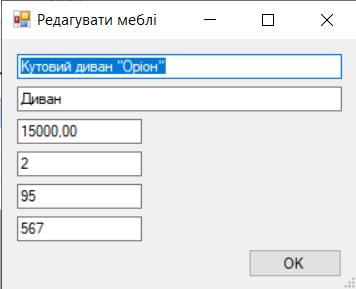 Редагувати меблі
Кутовий диван "Оріон"
Диван
15000,00
2
95
567
OK